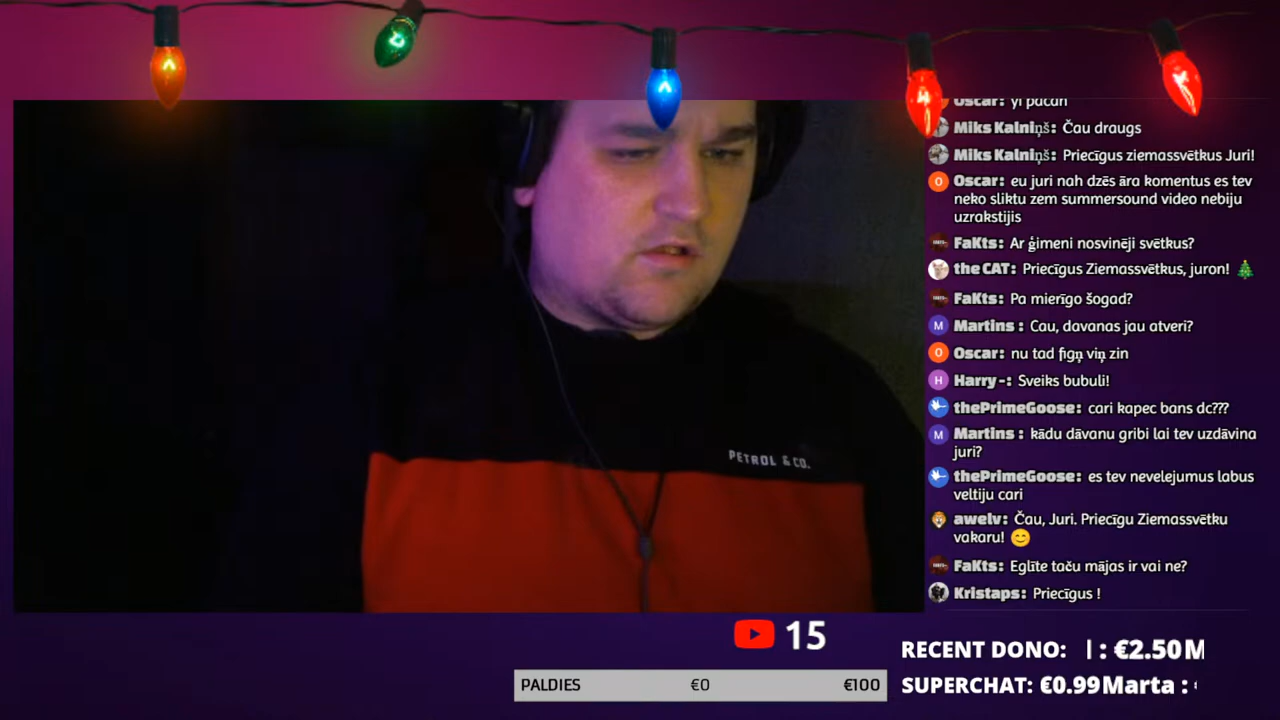 Oscar: yi pacan
Miks Kalniņš: Čau draugs
Miks Kalniņš: Priecīgus ziemassvētkus Juri!
Oscar: eu juri nah dzēs āra komentus es tev
neko sliktu zem summersound video nebiju
uzrakstijis
FaKts: Ar ģimeni nosvinēji svētkus?
the CAT: Priecīgus Ziemassvētkus, juron! 🎄
FaKts: Pa mierīgo šogad?
Martins : Cau, davanas jau atveri?
Oscar: nu tad figņ viņ zin
Harry-: Sveiks bubuli!
thePrimeGoose: cari kapec bans dc???
Martins : kādu dāvanu gribi lai tev uzdāvina
juri?
thePrimeGoose: es tev nevelejumus labus
veltiju cari
awelv: Čau, Juri. Priecīgu Ziemassvētku
vakaru! 😊
FaKts: Eglīte taču mājas ir vai ne?
Kristaps: Priecīgus !
PETROL & CO.
15
RECENT DONO: : €2.50
PALDIES €0 €100
SUPERCHAT: €0.99 Marta :